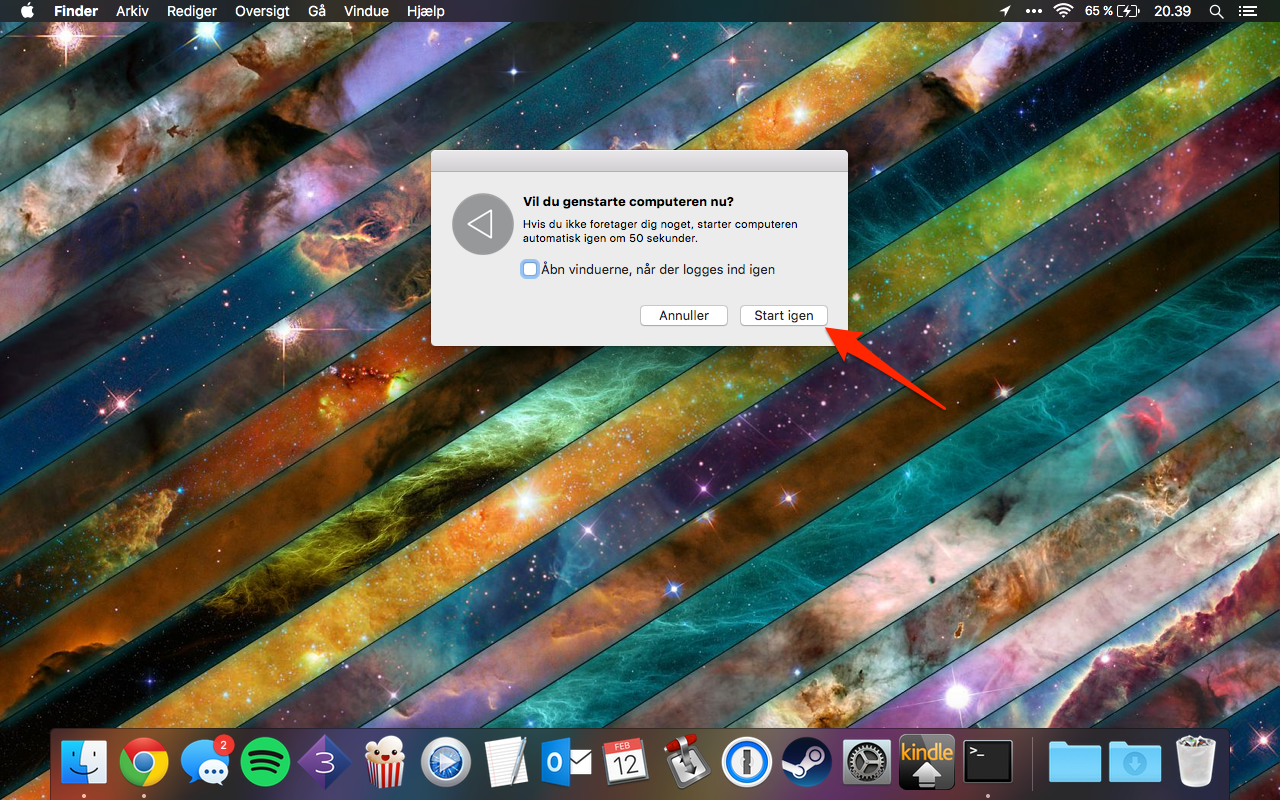 Finder Arkiv Rediger Oversigt Gå Vindue Hjælp 65 % 20.39
Vil du genstarte computeren nu?
Hvis du ikke foretager dig noget, starter computeren
automatisk igen om 50 sekunder.
Åbn vinduerne, når der logges ind igen
Annuller Start igen
2
3
O
FEB
12
kindle
>_